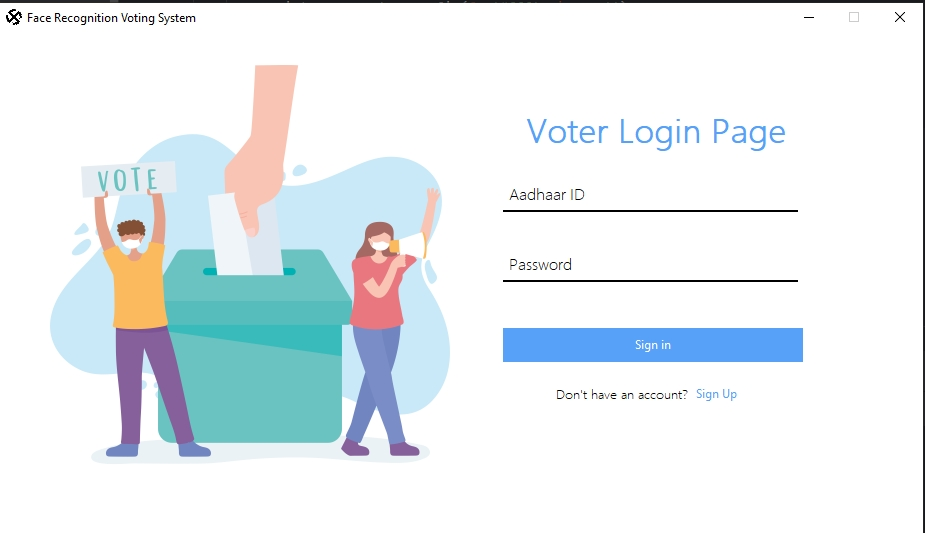 Face Recognition Voting System
VOTE
Voter Login Page
Aadhaar ID
Password
Sign in
Don't have an account? Sign Up